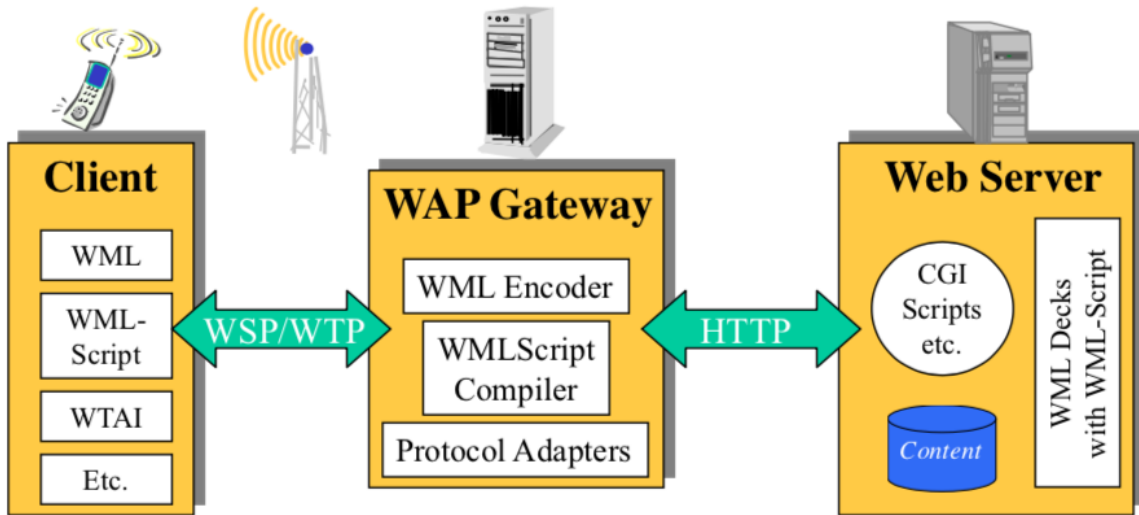 Client
WML
WML-
Script
WTAI
Etc.
WSP/WTP
WAP Gateway
WML Encoder
WMLScript
Compiler
Protocol Adapters
HTTP
Web Server
CGI
Scripts
etc.
Content
WML Decks
with WML-Script